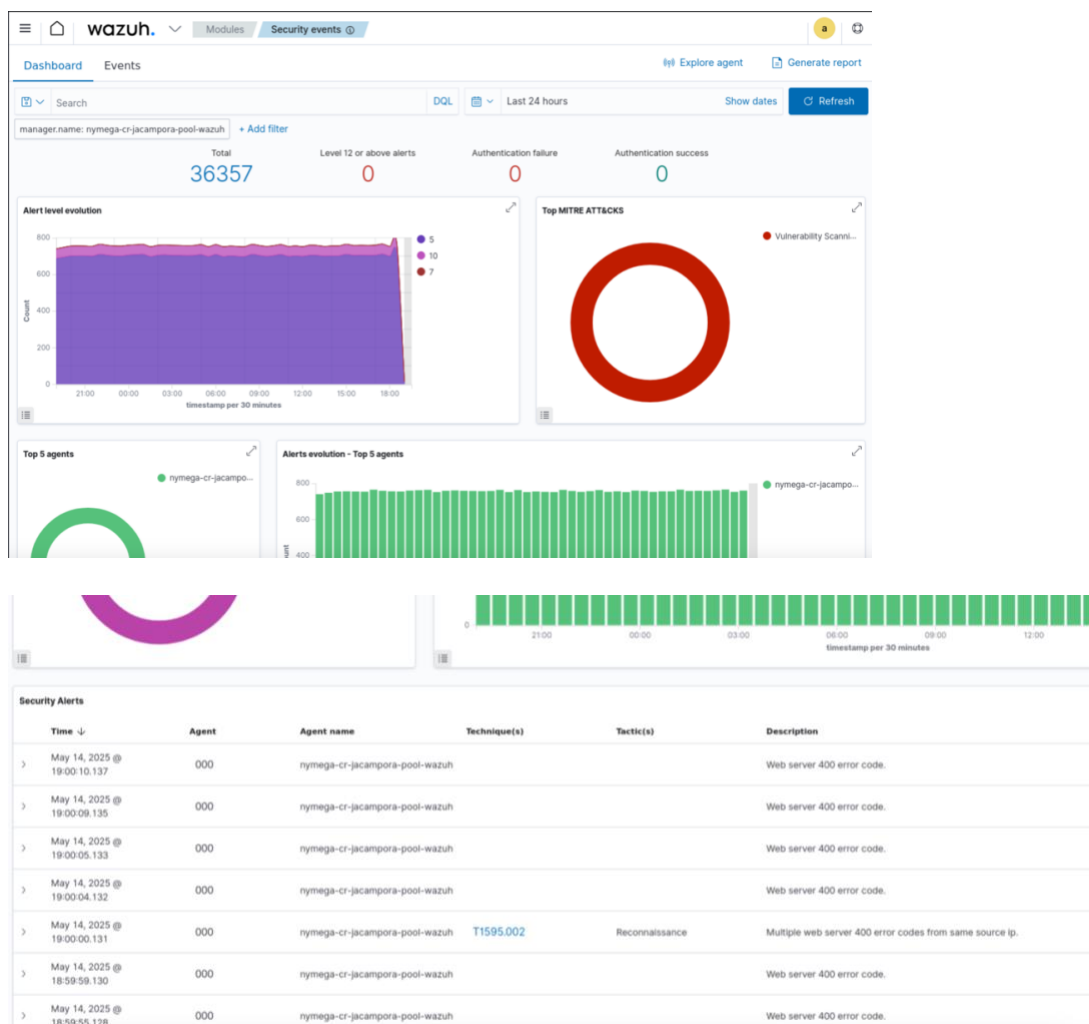 wazuh. Modules Security events a
Dashboard Events Explore agent Generate report
Search DQL Last 24 hours Show dates Refresh
manager.name: nymega-cr-jacampora-pool-wazuh + Add filter
Total Level 12 or above alerts Authentication failure Authentication success
36357 0 0 0
Alert level evolution
800
600
400
200
0
Count
21:00 00:00 03:00 06:00 09:00 12:00 15:00 18:00
timestamp per 30 minutes
5
10
7
Top MITRE ATT&CKS
Vulnerability Scanni...
Top 5 agents
nymega-cr-jacampo...
Alerts evolution - Top 5 agents
800
600
400
nymega-cr-jacampo...
0
21:00 00:00 03:00 06:00 09:00 12:00
timestamp per 30 minutes
Security Alerts
Time ↓ Agent Agent name Technique(s) Tactic(s) Description
May 14, 2025 @ 19:00:10.137 000 nymega-cr-jacampora-pool-wazuh Web server 400 error code.
May 14, 2025 @ 19:00:09.135 000 nymega-cr-jacampora-pool-wazuh Web server 400 error code.
May 14, 2025 @ 19:00:05.133 000 nymega-cr-jacampora-pool-wazuh Web server 400 error code.
May 14, 2025 @ 19:00:04.132 000 nymega-cr-jacampora-pool-wazuh Web server 400 error code.
May 14, 2025 @ 19:00:00.131 000 nymega-cr-jacampora-pool-wazuh T1595.002 Reconnaissance Multiple web server 400 error codes from same source ip.
May 14, 2025 @ 18:59:59.130 000 nymega-cr-jacampora-pool-wazuh Web server 400 error code.
May 14, 2025 @ 18:59:55.128 000 nymega-cr-jacampora-pool-wazuh Web server 400 error code.